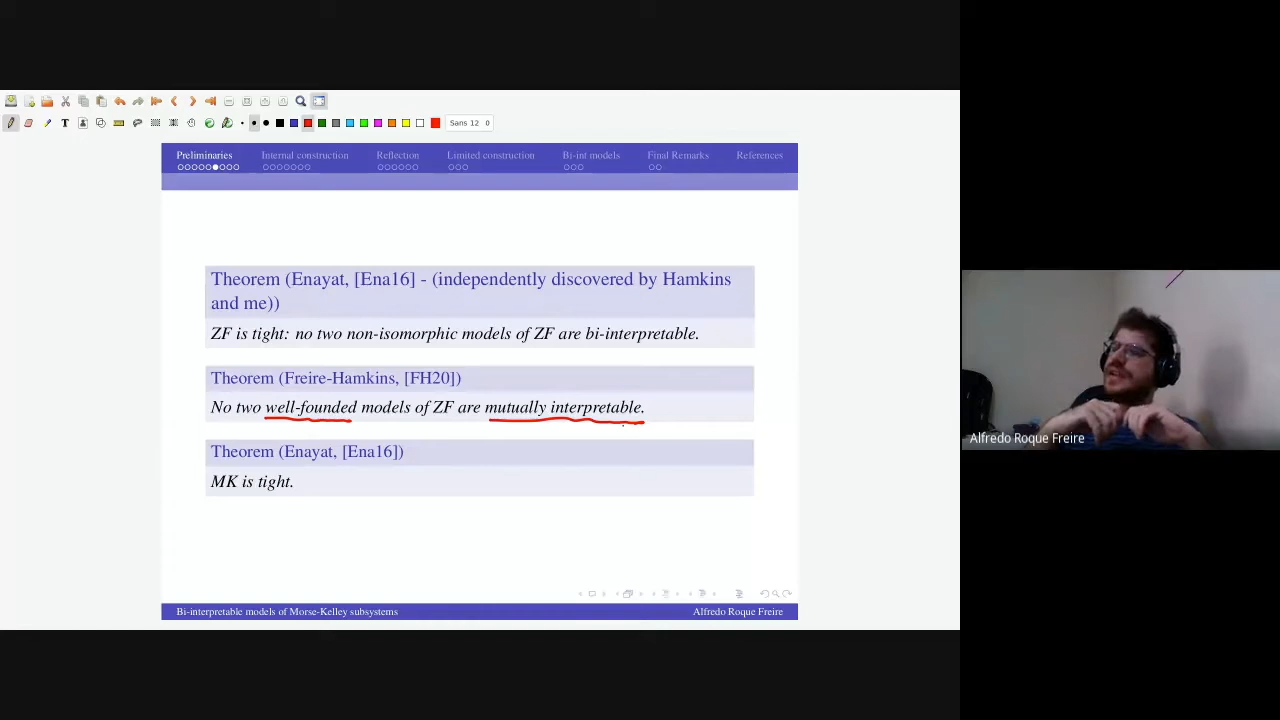 Sans 12 0
Preliminaries Internal construction Reflection Limited construction Bi-int models Final Remarks References
Theorem (Enayat, [Ena16] - (independently discovered by Hamkins
and me))
ZF is tight: no two non-isomorphic models of ZF are bi-interpretable.
Theorem (Freire-Hamkins, [FH20])
No two well-founded models of ZF are mutually interpretable.
Theorem (Enayat, [Ena16])
MK is tight.
Bi-interpretable models of Morse-Kelley subsystems Alfredo Roque Freire
Alfredo Roque Freire